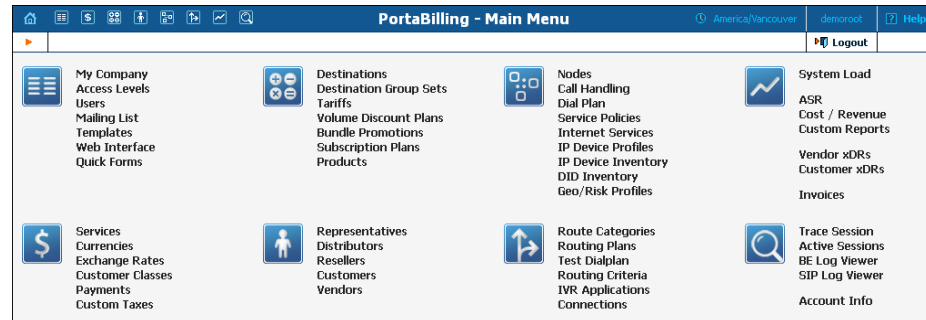 PortaBilling - Main Menu
America/Vancouver
demoroot
? Help
Logout
My Company
Access Levels
Users
Mailing List
Templates
Web Interface
Quick Forms
Destinations
Destination Group Sets
Tariffs
Volume Discount Plans
Bundle Promotions
Subscription Plans
Products
Nodes
Call Handling
Dial Plan
Service Policies
Internet Services
IP Device Profiles
IP Device Inventory
DID Inventory
Geo/Risk Profiles
System Load
ASR
Cost / Revenue
Custom Reports
Vendor xDRs
Customer xDRs
Invoices
Services
Currencies
Exchange Rates
Customer Classes
Payments
Custom Taxes
Representatives
Distributors
Resellers
Customers
Vendors
Route Categories
Routing Plans
Test Dialplan
Routing Criteria
IVR Applications
Connections
Trace Session
Active Sessions
BE Log Viewer
SIP Log Viewer
Account Info